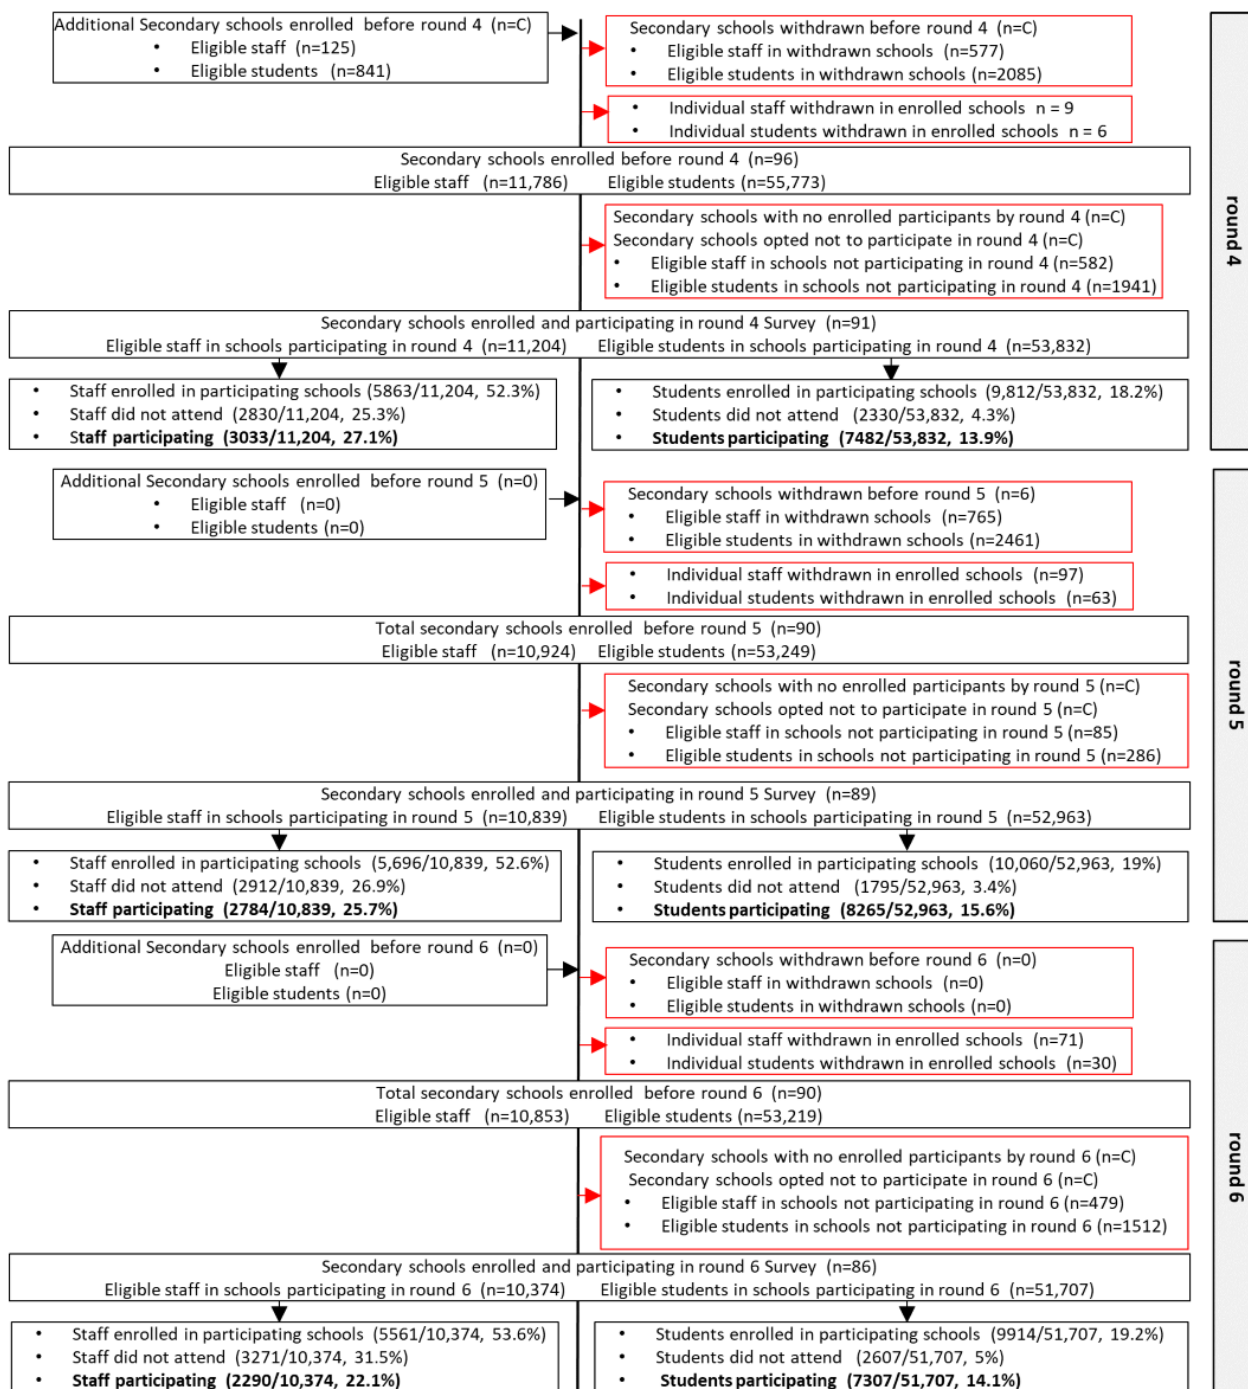 Additional Secondary schools enrolled before round 4 (n=C)
• Eligible staff (n=125)
• Eligible students (n=841)
Secondary schools withdrawn before round 4 (n=C)
• Eligible staff in withdrawn schools (n=577)
• Eligible students in withdrawn schools (n=2085)
• Individual staff withdrawn in enrolled schools n = 9
• Individual students withdrawn in enrolled schools n = 6
Secondary schools enrolled before round 4 (n=96)
Eligible staff (n=11,786) Eligible students (n=55,773)
Secondary schools with no enrolled participants by round 4 (n=C)
Secondary schools opted not to participate in round 4 (n=C)
• Eligible staff in schools not participating in round 4 (n=582)
• Eligible students in schools not participating in round 4 (n=1941)
Secondary schools enrolled and participating in round 4 Survey (n=91)
Eligible staff in schools participating in round 4 (n=11,204) Eligible students in schools participating in round 4 (n=53,832)
• Staff enrolled in participating schools (5863/11,204, 52.3%)
• Staff did not attend (2830/11,204, 25.3%)
• Staff participating (3033/11,204, 27.1%)
• Students enrolled in participating schools (9,812/53,832, 18.2%)
• Students did not attend (2330/53,832, 4.3%)
• Students participating (7482/53,832, 13.9%)
round 4
Additional Secondary schools enrolled before round 5 (n=0)
• Eligible staff (n=0)
• Eligible students (n=0)
Secondary schools withdrawn before round 5 (n=6)
• Eligible staff in withdrawn schools (n=765)
• Eligible students in withdrawn schools (n=2461)
• Individual staff withdrawn in enrolled schools (n=97)
• Individual students withdrawn in enrolled schools (n=63)
Total secondary schools enrolled before round 5 (n=90)
Eligible staff (n=10,924) Eligible students (n=53,249)
Secondary schools with no enrolled participants by round 5 (n=C)
Secondary schools opted not to participate in round 5 (n=C)
• Eligible staff in schools not participating in round 5 (n=85)
• Eligible students in schools not participating in round 5 (n=286)
Secondary schools enrolled and participating in round 5 Survey (n=89)
Eligible staff in schools participating in round 5 (n=10,839) Eligible students in schools participating in round 5 (n=52,963)
• Staff enrolled in participating schools (5,696/10,839, 52.6%)
• Staff did not attend (2912/10,839, 26.9%)
• Staff participating (2784/10,839, 25.7%)
• Students enrolled in participating schools (10,060/52,963, 19%)
• Students did not attend (1795/52,963, 3.4%)
• Students participating (8265/52,963, 15.6%)
round 5
Additional Secondary schools enrolled before round 6 (n=0)
Eligible staff (n=0)
Eligible students (n=0)
Secondary schools withdrawn before round 6 (n=0)
• Eligible staff in withdrawn schools (n=0)
• Eligible students in withdrawn schools (n=0)
• Individual staff withdrawn in enrolled schools (n=71)
• Individual students withdrawn in enrolled schools (n=30)
Total secondary schools enrolled before round 6 (n=90)
Eligible staff (n=10,853) Eligible students (n=53,219)
Secondary schools with no enrolled participants by round 6 (n=C)
Secondary schools opted not to participate in round 6 (n=C)
• Eligible staff in schools not participating in round 6 (n=479)
• Eligible students in schools not participating in round 6 (n=1512)
Secondary schools enrolled and participating in round 6 Survey (n=86)
Eligible staff in schools participating in round 6 (n=10,374) Eligible students in schools participating in round 6 (n=51,707)
• Staff enrolled in participating schools (5561/10,374, 53.6%)
• Staff did not attend (3271/10,374, 31.5%)
• Staff participating (2290/10,374, 22.1%)
• Students enrolled in participating schools (9914/51,707, 19.2%)
• Students did not attend (2607/51,707, 5%)
• Students participating (7307/51,707, 14.1%)
round 6